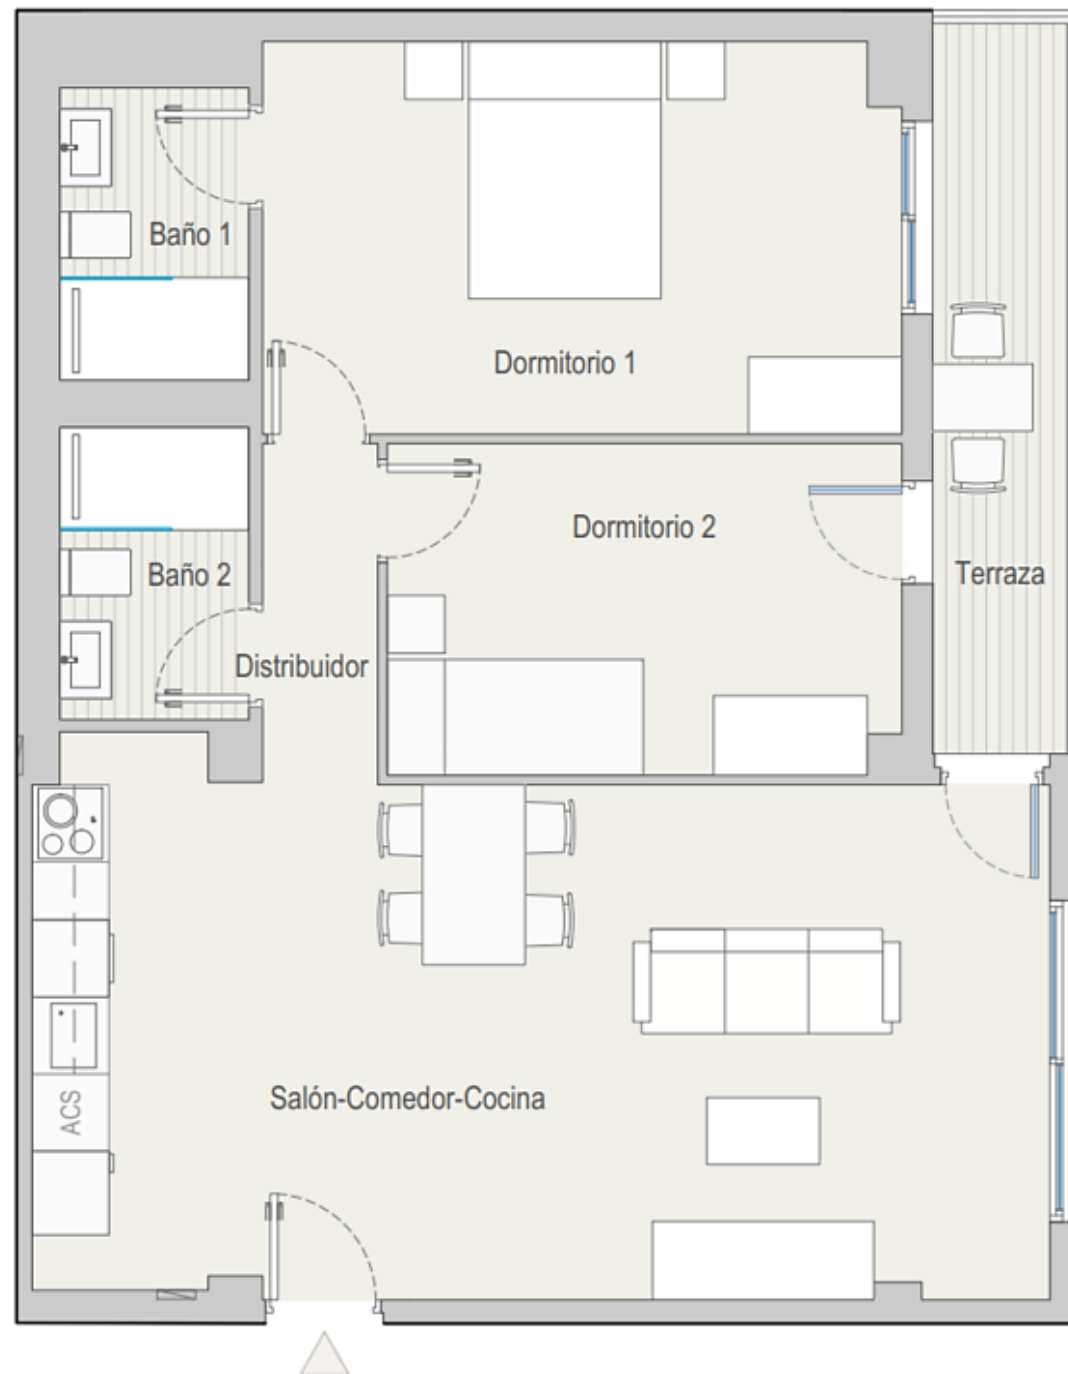 Baño 1
Dormitorio 1
Dormitorio 2
Terraza
Baño 2
Distribuidor
Salón-Comedor-Cocina
ACS